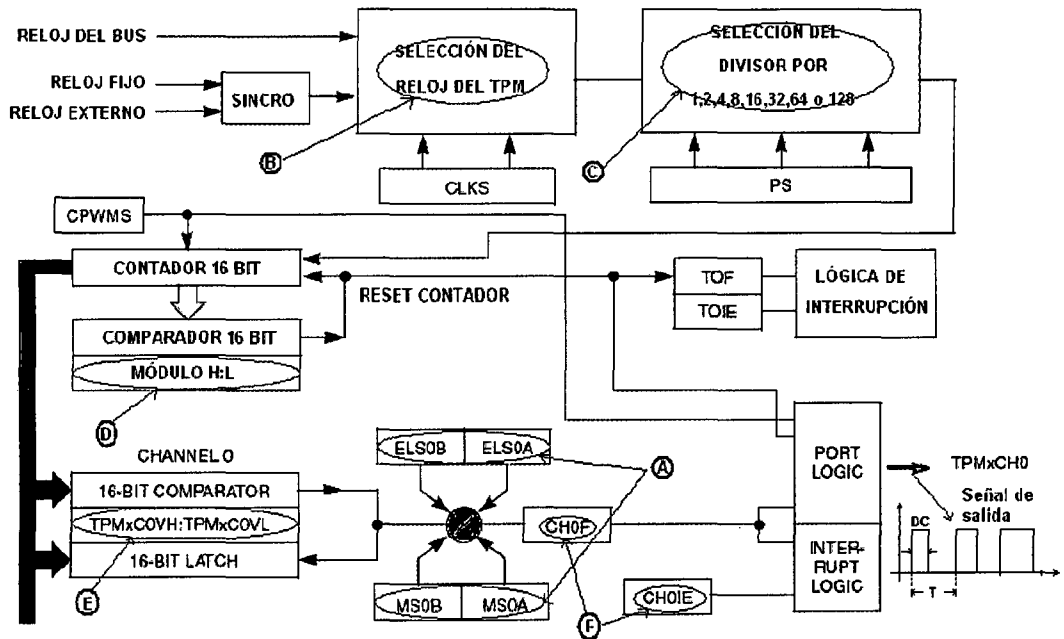 RELOJ DEL BUS
RELOJ FIJO
RELOJ EXTERNO
SINCRO
SELECCIÓN DEL
RELOJ DEL TPM
SELECCIÓN DEL
DIVISOR POR
1,2,4,8,16,32,64 o 128
B
C
CLKS
PS
CPWMS
CONTADOR 16 BIT
RESET CONTADOR
TOF
TOIE
LÓGICA DE
INTERRUPCIÓN
COMPARADOR 16 BIT
MÓDULO H:L
D
CHANNEL 0
16-BIT COMPARATOR
TPMxC0VH:TPMxC0VL
16-BIT LATCH
E
ELS0B
ELS0A
A
CH0F
MS0B
MS0A
CH0IE
F
PORT
LOGIC
INTER-
RUPT
LOGIC
TPMxCH0
Señal de
salida
DC
T
t